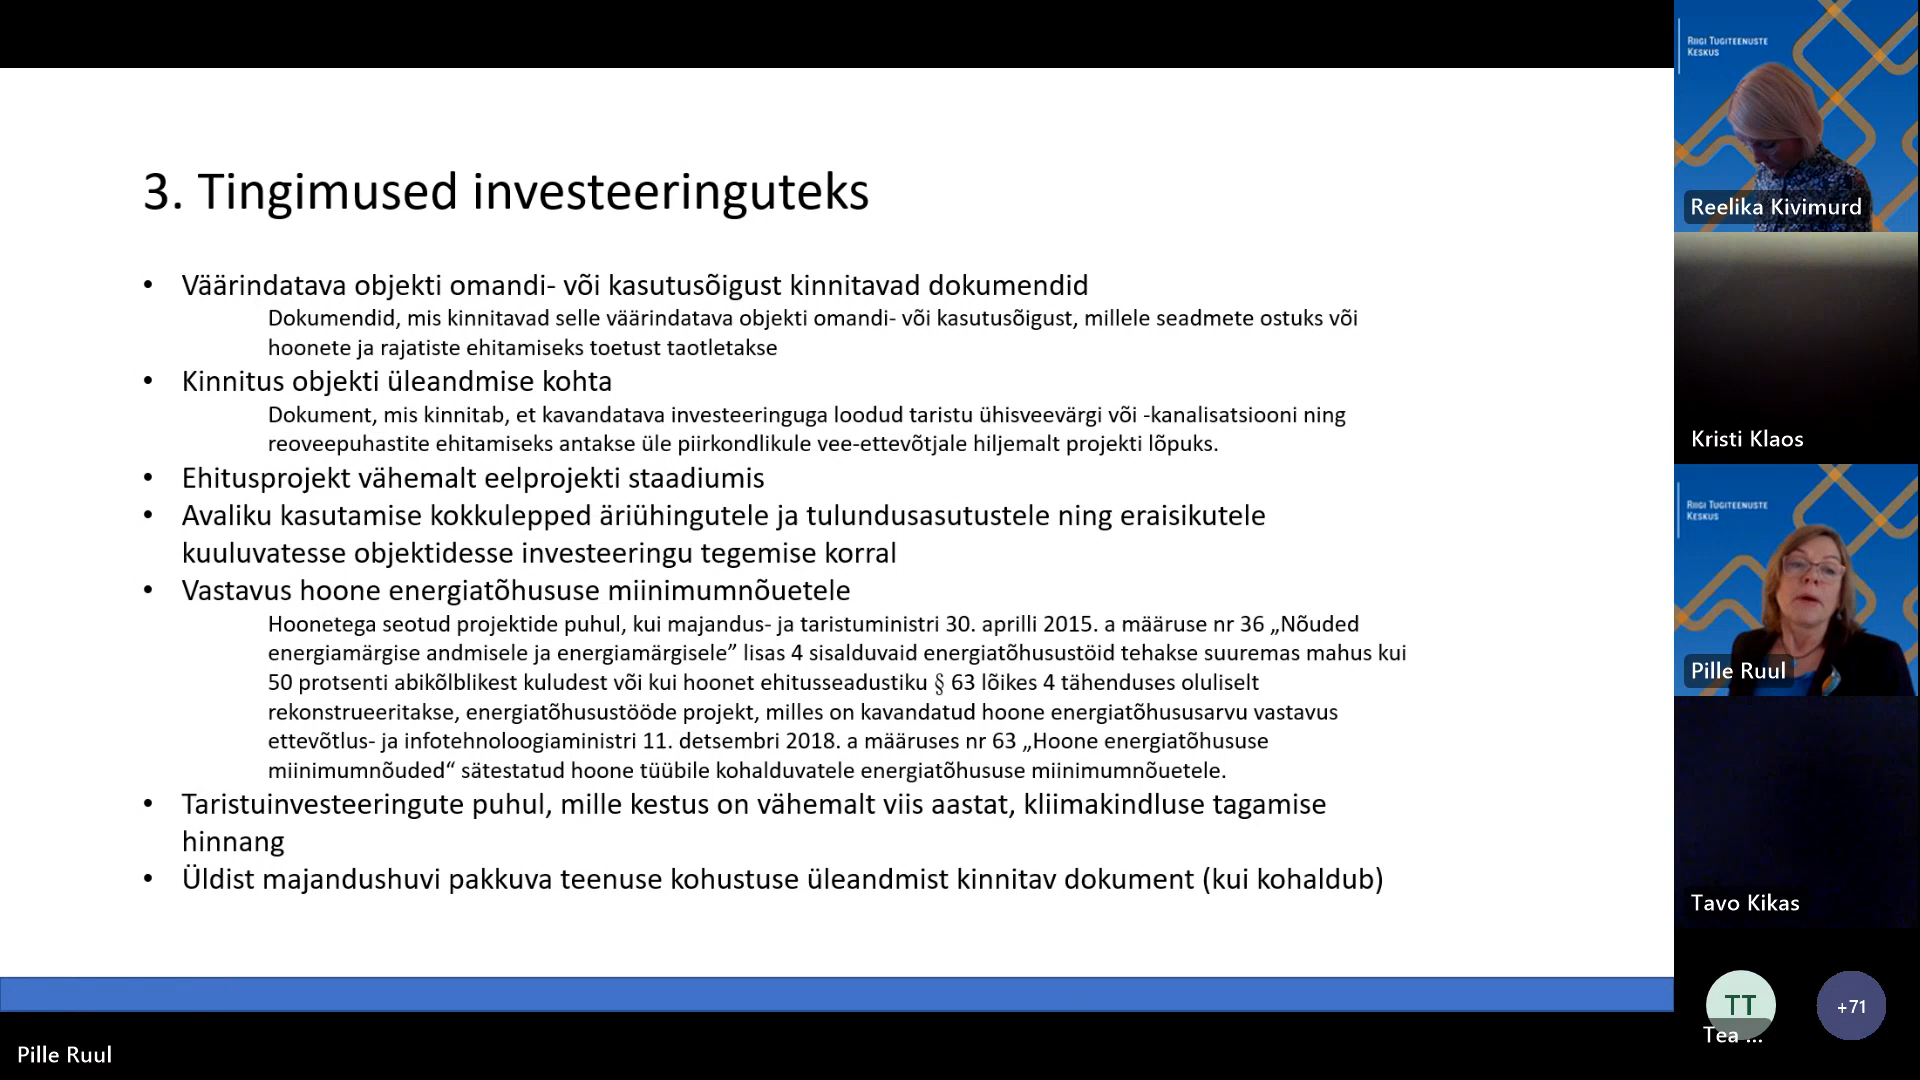 3. Tingimused investeeringuteks
• Väärindatava objekti omandi- või kasutusõigust kinnitavad dokumendid
Dokumendid, mis kinnitavad selle väärindatava objekti omandi- või kasutusõigust, millele seadmete ostuks või
hoonete ja rajatiste ehitamiseks toetust taotletakse
• Kinnitus objekti üleandmise kohta
Dokument, mis kinnitab, et kavandatava investeeringuga loodud taristu ühisveevärgi või -kanalisatsiooni ning
reoveepuhastite ehitamiseks antakse üle piirkondlikule vee-ettevõtjale hiljemalt projekti lõpuks.
• Ehitusprojekt vähemalt eelprojekti staadiumis
• Avaliku kasutamise kokkulepped äriühingutele ja tulundusasutustele ning eraisikutele
kuuluvatesse objektidesse investeeringu tegemise korral
• Vastavus hoone energiatõhususe miinimumnõuetele
Hoonetega seotud projektide puhul, kui majandus- ja taristuministri 30. aprilli 2015. a määruse nr 36 „Nõuded
energiamärgise andmisele ja energiamärgisele” lisas 4 sisalduvaid energiatõhusustöid tehakse suuremas mahus kui
50 protsenti abikõlblikest kuludest või kui hoonet ehitusseadustiku § 63 lõikes 4 tähenduses oluliselt
rekonstrueeritakse, energiatõhusustööde projekt, milles on kavandatud hoone energiatõhususarvu vastavus
ettevõtlus- ja infotehnoloogiaministri 11. detsembri 2018. a määruses nr 63 „Hoone energiatõhususe
miinimumnõuded“ sätestatud hoone tüübile kohalduvatele energiatõhususe miinimumnõuetele.
• Taristuinvesteeringute puhul, mille kestus on vähemalt viis aastat, kliimakindluse tagamise
hinnang
• Üldist majandushuvi pakkuva teenuse kohustuse üleandmist kinnitav dokument (kui kohaldub)
Pille Ruul
RIIGI TUGITEENUSTE
KESKUS
Reelika Kivimurd
Kristi Klaos
RIIGI TUGITEENUSTE
KESKUS
Pille Ruul
Tavo Kikas
TT
Tea ...
+71